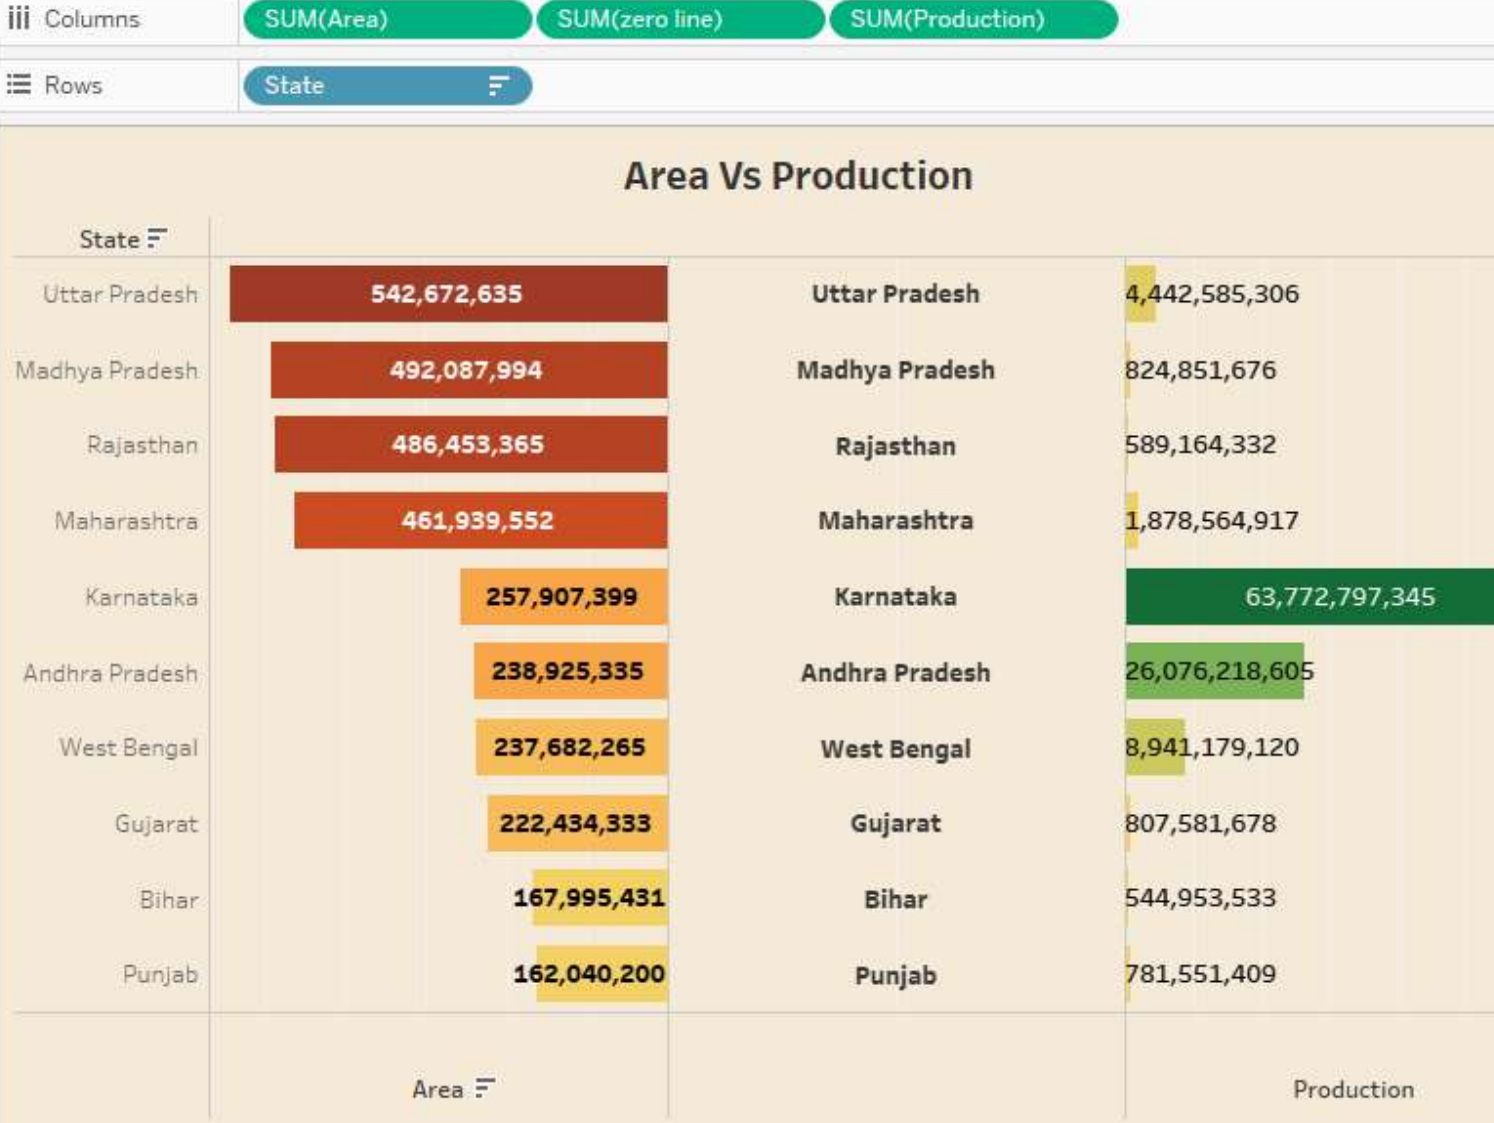 Columns SUM(Area) SUM(zero line) SUM(Production)
Rows State
Area Vs Production
State
Uttar Pradesh 542,672,635 Uttar Pradesh 4,442,585,306
Madhya Pradesh 492,087,994 Madhya Pradesh 824,851,676
Rajasthan 486,453,365 Rajasthan 589,164,332
Maharashtra 461,939,552 Maharashtra 1,878,564,917
Karnataka 257,907,399 Karnataka 63,772,797,345
Andhra Pradesh 238,925,335 Andhra Pradesh 26,076,218,605
West Bengal 237,682,265 West Bengal 8,941,179,120
Gujarat 222,434,333 Gujarat 807,581,678
Bihar 167,995,431 Bihar 544,953,533
Punjab 162,040,200 Punjab 781,551,409
Area Production